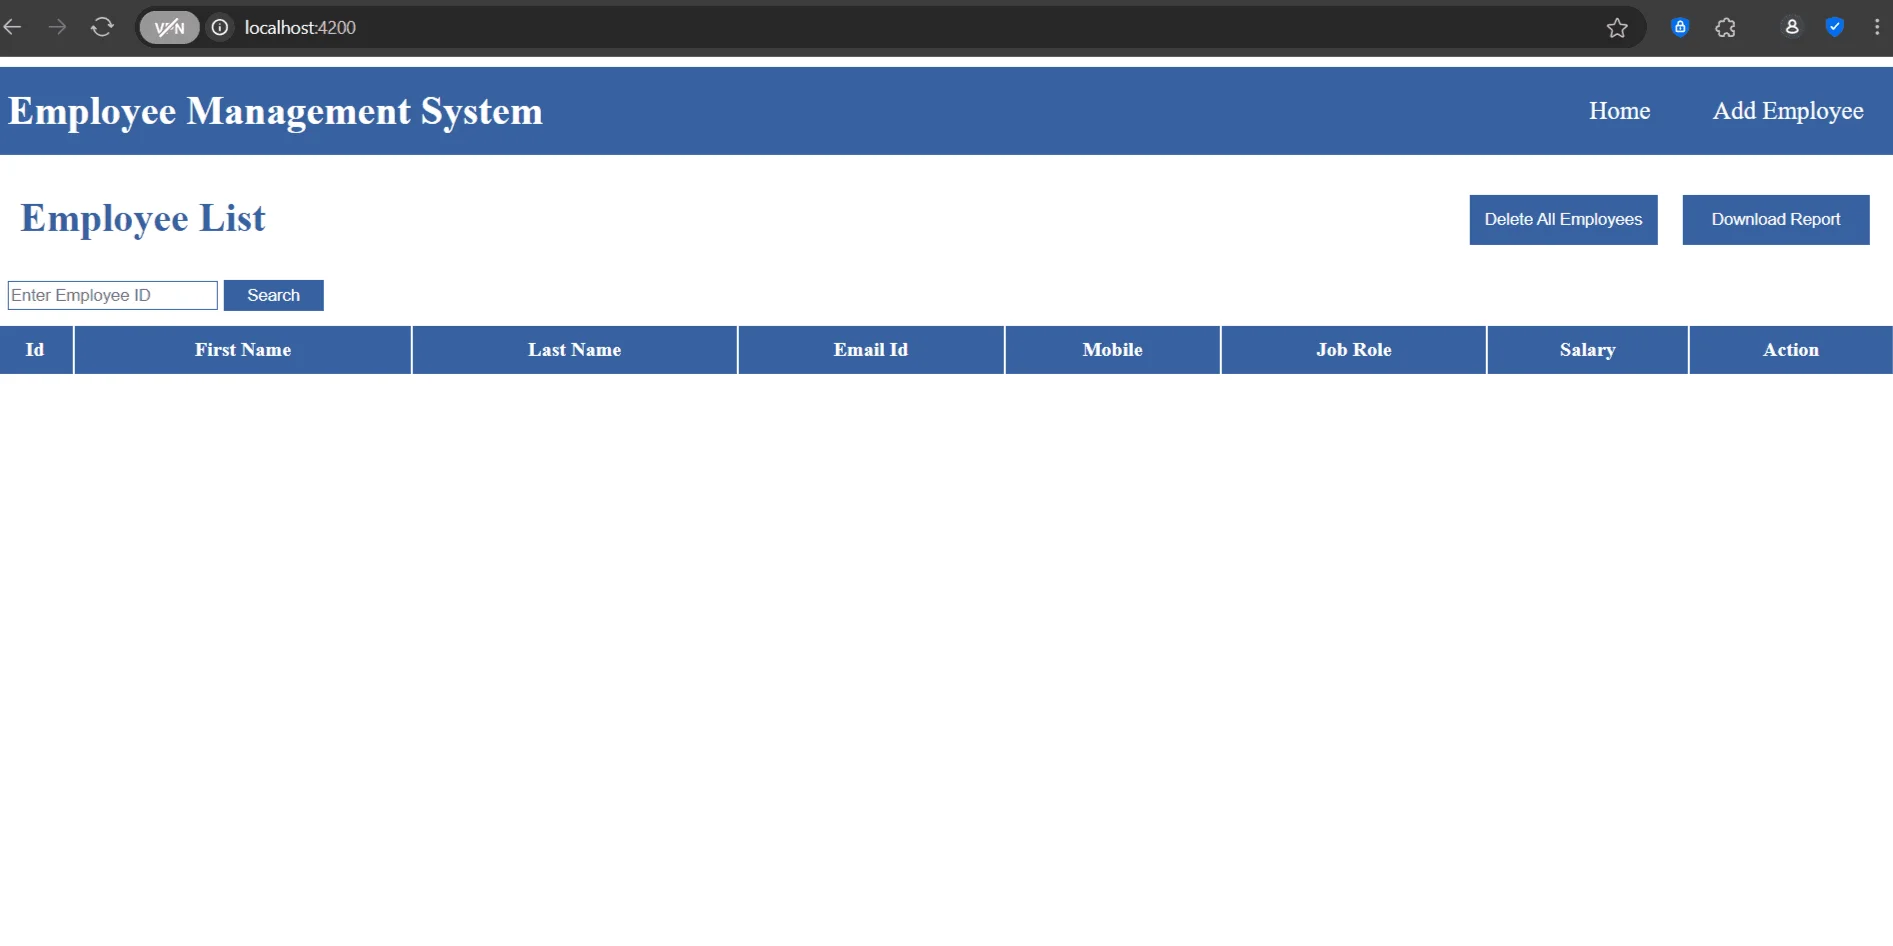 VPN localhost:4200
Employee Management System Home Add Employee
Employee List Delete All Employees Download Report
Enter Employee ID Search
Id First Name Last Name Email Id Mobile Job Role Salary Action